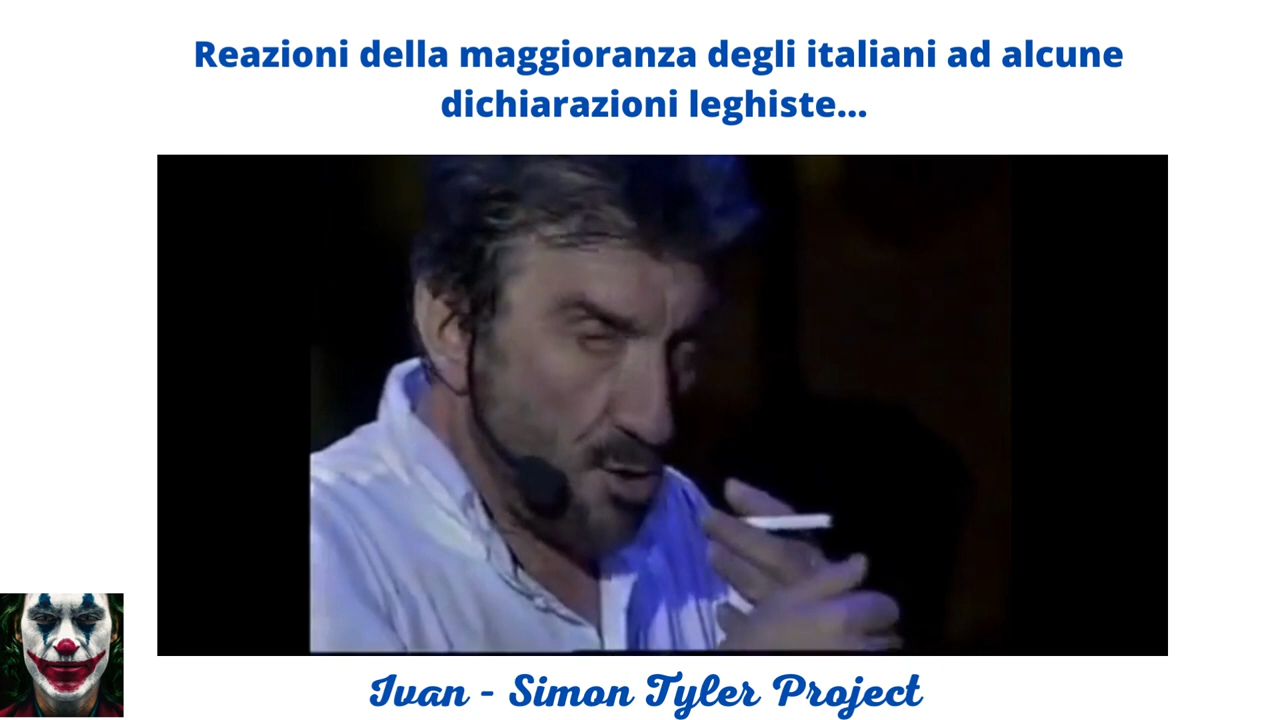 Reazioni della maggioranza degli italiani ad alcune
dichiarazioni leghiste...
Ivan - Simon Tyler Project